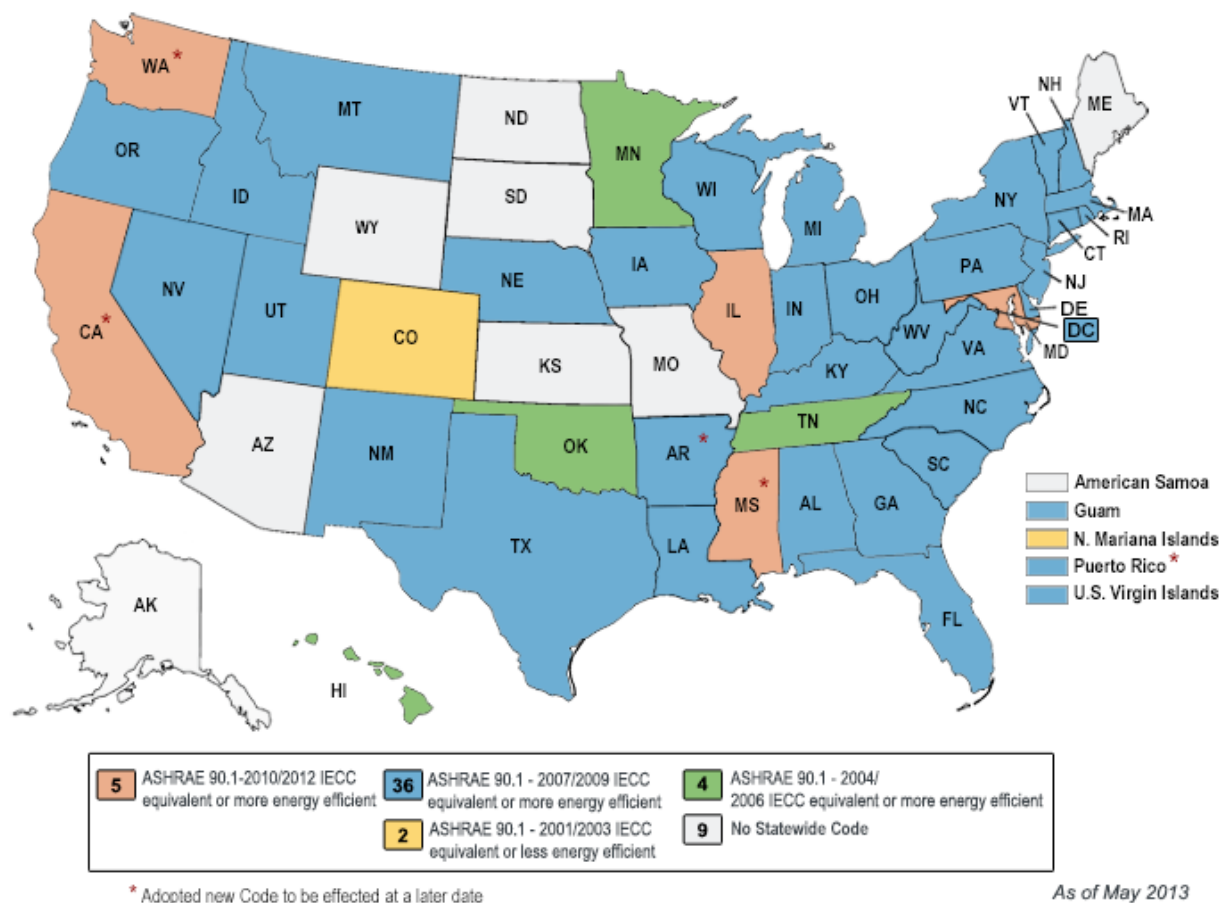 WA *
MT
ND
MN
VT
NH
ME
OR
ID
SD
WI
MI
NY
MA
RI
CT
WY
NV
UT
CO
NE
IA
IL
IN
OH
PA
NJ
DE
DC
MD
WV
VA
CA *
KS
MO
KY
NC
AZ
NM
OK
AR *
TN
SC
MS *
AL
GA
TX
LA
FL
AK
HI
American Samoa
Guam
N. Mariana Islands
Puerto Rico *
U.S. Virgin Islands
5 ASHRAE 90.1-2010/2012 IECC
equivalent or more energy efficient
36 ASHRAE 90.1 - 2007/2009 IECC
equivalent or more energy efficient
4 ASHRAE 90.1 - 2004/
2006 IECC equivalent or more energy efficient
2 ASHRAE 90.1 - 2001/2003 IECC
equivalent or less energy efficient
9 No Statewide Code
* Adopted new Code to be effected at a later date
As of May 2013